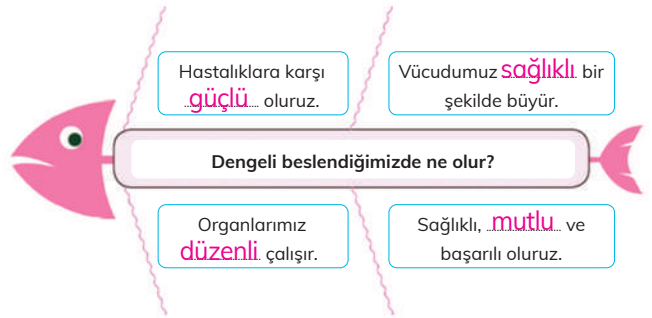 Hastalıklara karşı
güçlü oluruz.
Vücudumuz sağlıklı bir
şekilde büyür.
Dengeli beslendiğimizde ne olur?
Organlarımız
düzenli çalışır.
Sağlıklı, mutlu ve
başarılı oluruz.